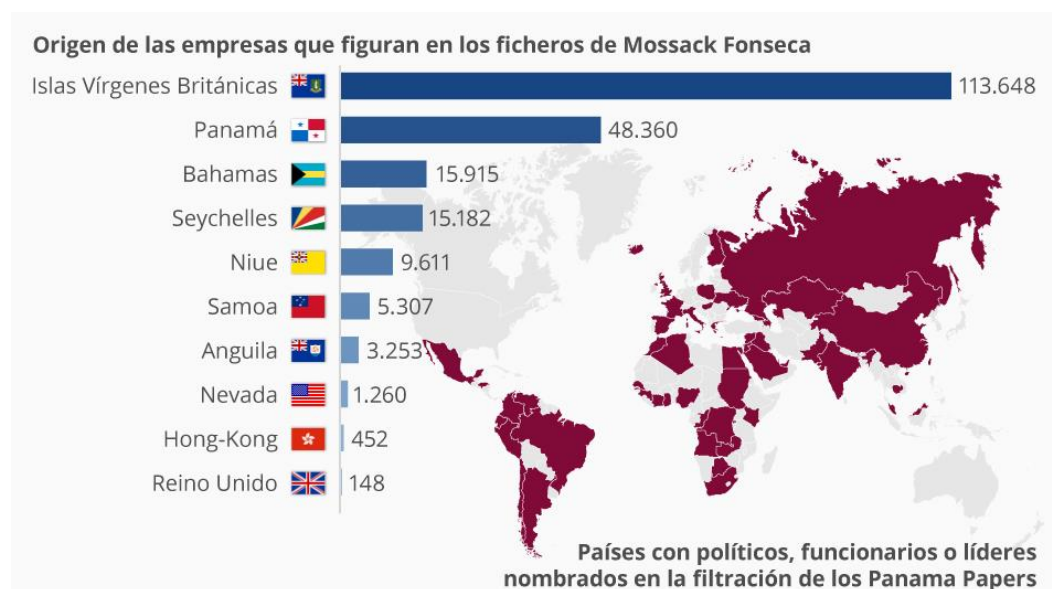 Origen de las empresas que figuran en los ficheros de Mossack Fonseca
Islas Vírgenes Británicas 113.648
Panamá 48.360
Bahamas 15.915
Seychelles 15.182
Niue 9.611
Samoa 5.307
Anguila 3.253
Nevada 1.260
Hong-Kong 452
Reino Unido 148
Países con políticos, funcionarios o líderes
nombrados en la filtración de los Panama Papers